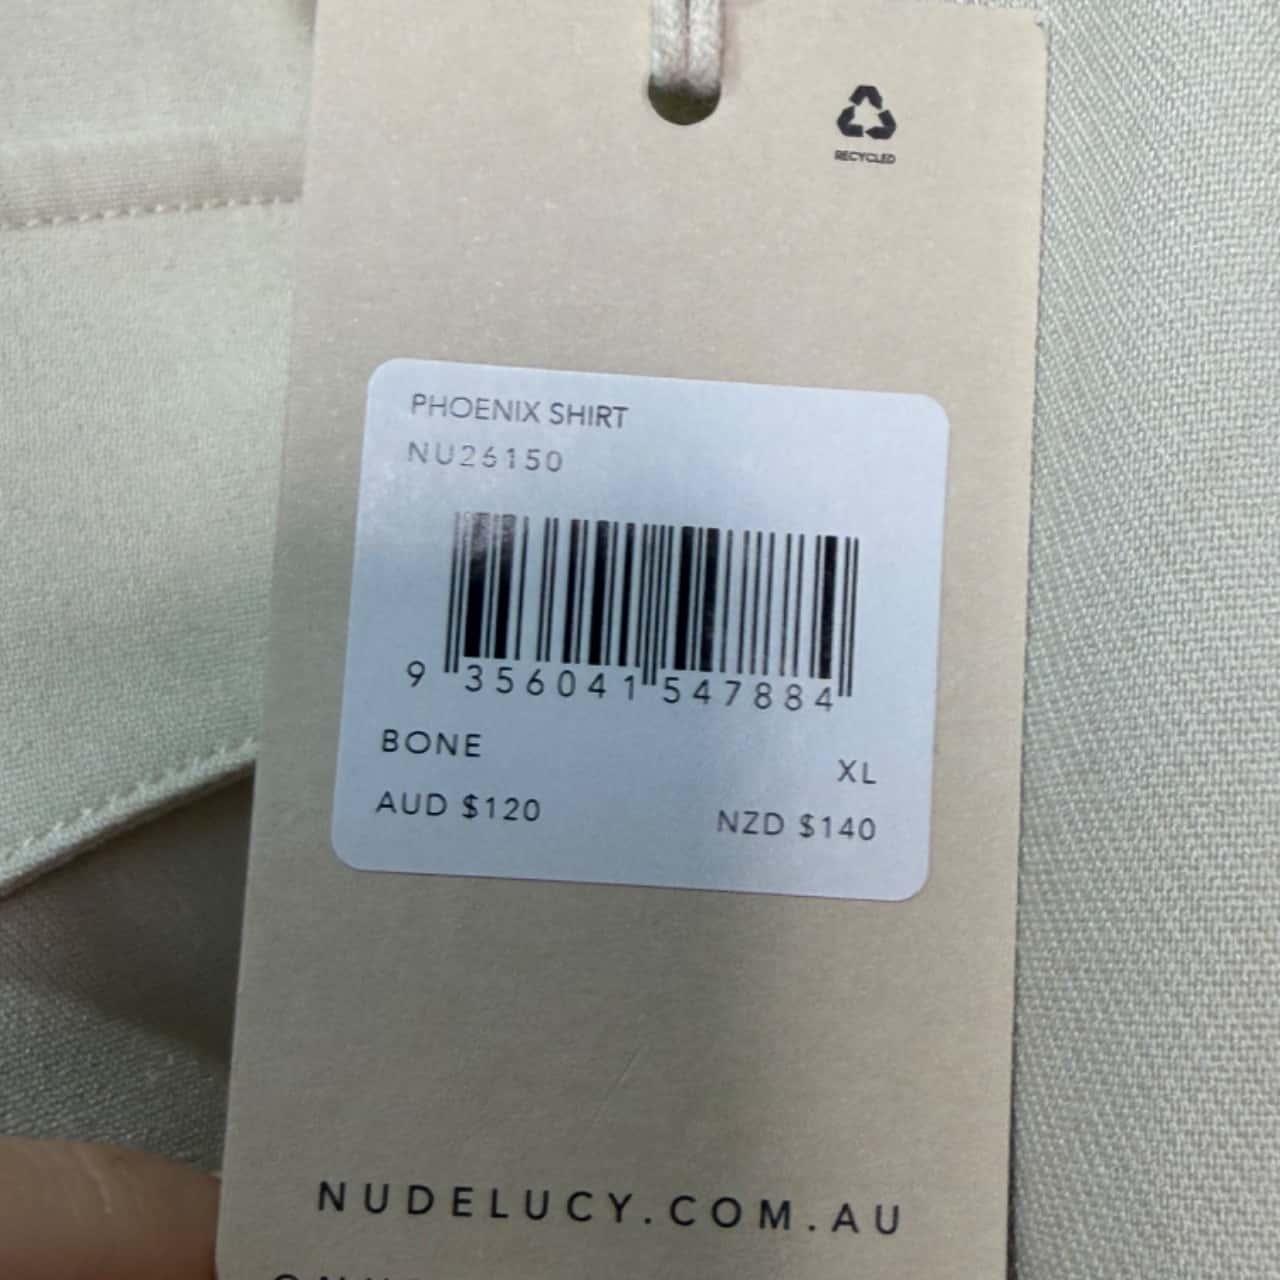 RECYCLED
PHOENIX SHIRT
NU26150
9 356041 547884
BONE
XL
AUD $120
NZD $140
NUDELUCY.COM.AU